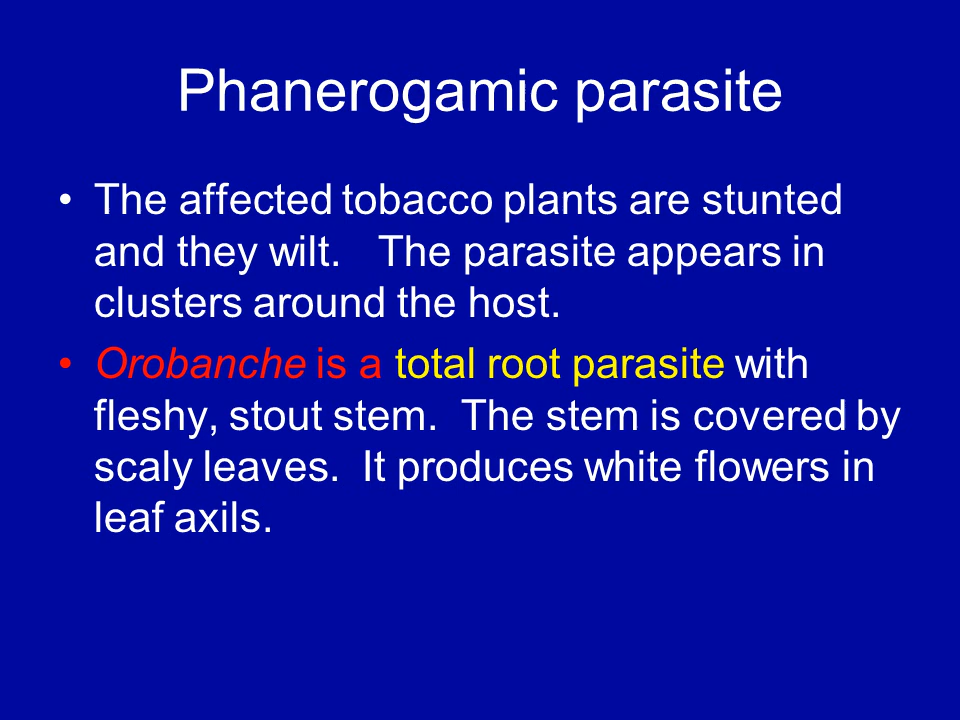 Phanerogamic parasite
• The affected tobacco plants are stunted
and they wilt.   The parasite appears in
clusters around the host.
• Orobanche is a total root parasite with
fleshy, stout stem.  The stem is covered by
scaly leaves.  It produces white flowers in
leaf axils.